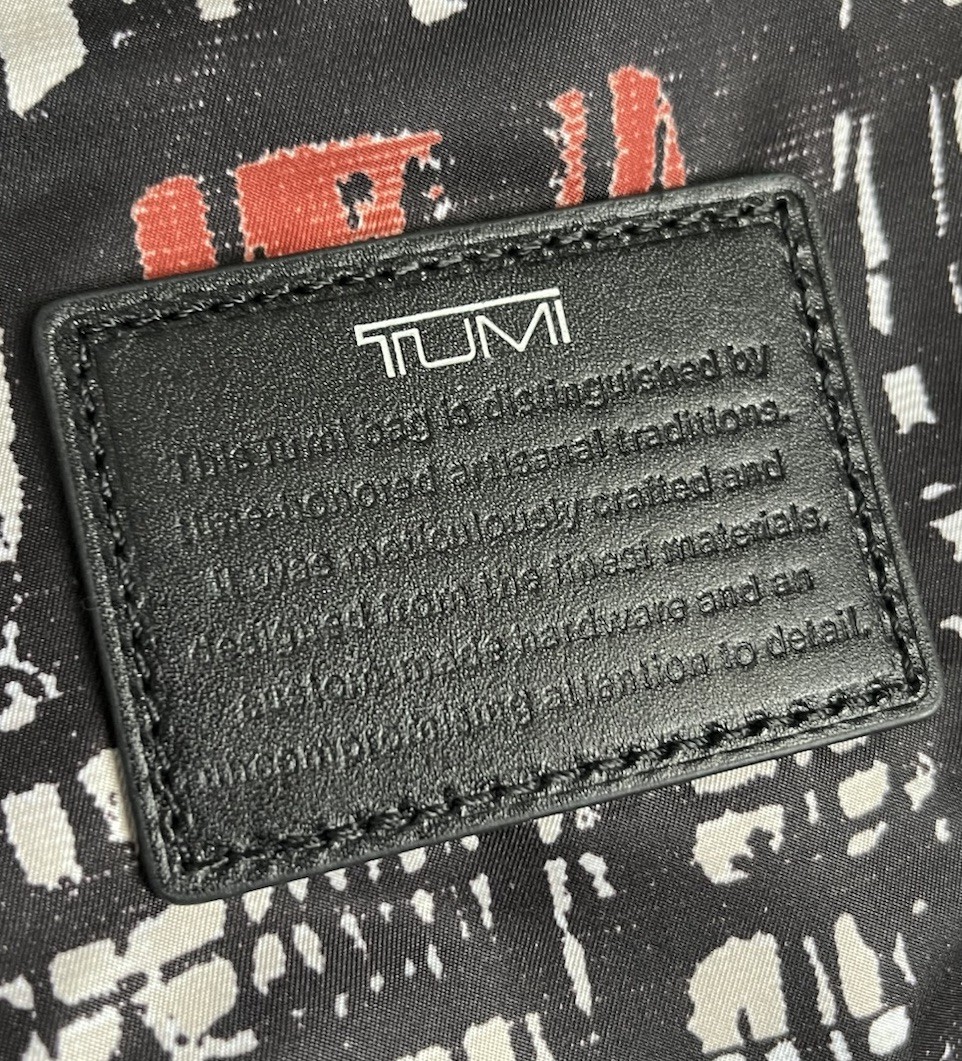 TUMI
This Tumi bag is distinguished by
time-honored artisanal traditions.
It was meticulously crafted and
designed from the finest materials,
custom made hardware and an
uncompromising attention to detail.